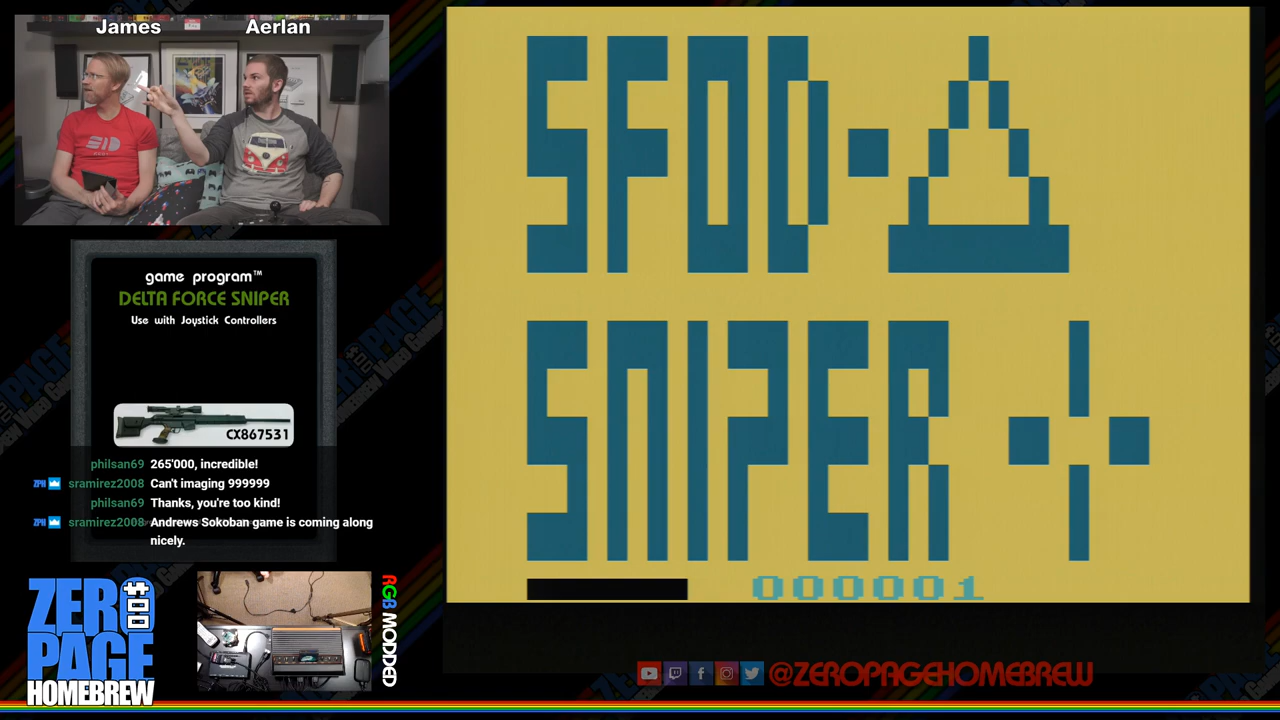 James Aerlan
SFOD-Δ
SNIPER
000001
game program™
DELTA FORCE SNIPER
Use with Joystick Controllers
CX867531
philsan69 265'000, incredible!
ZPH sramirez2008 Can't imaging 999999
philsan69 Thanks, you're too kind!
ZPH sramirez2008 Andrews Sokoban game is coming along
nicely.
ZERO
PAGE
HOMEBREW
RGB MODDED
@ZEROPAGEHOMEBREW